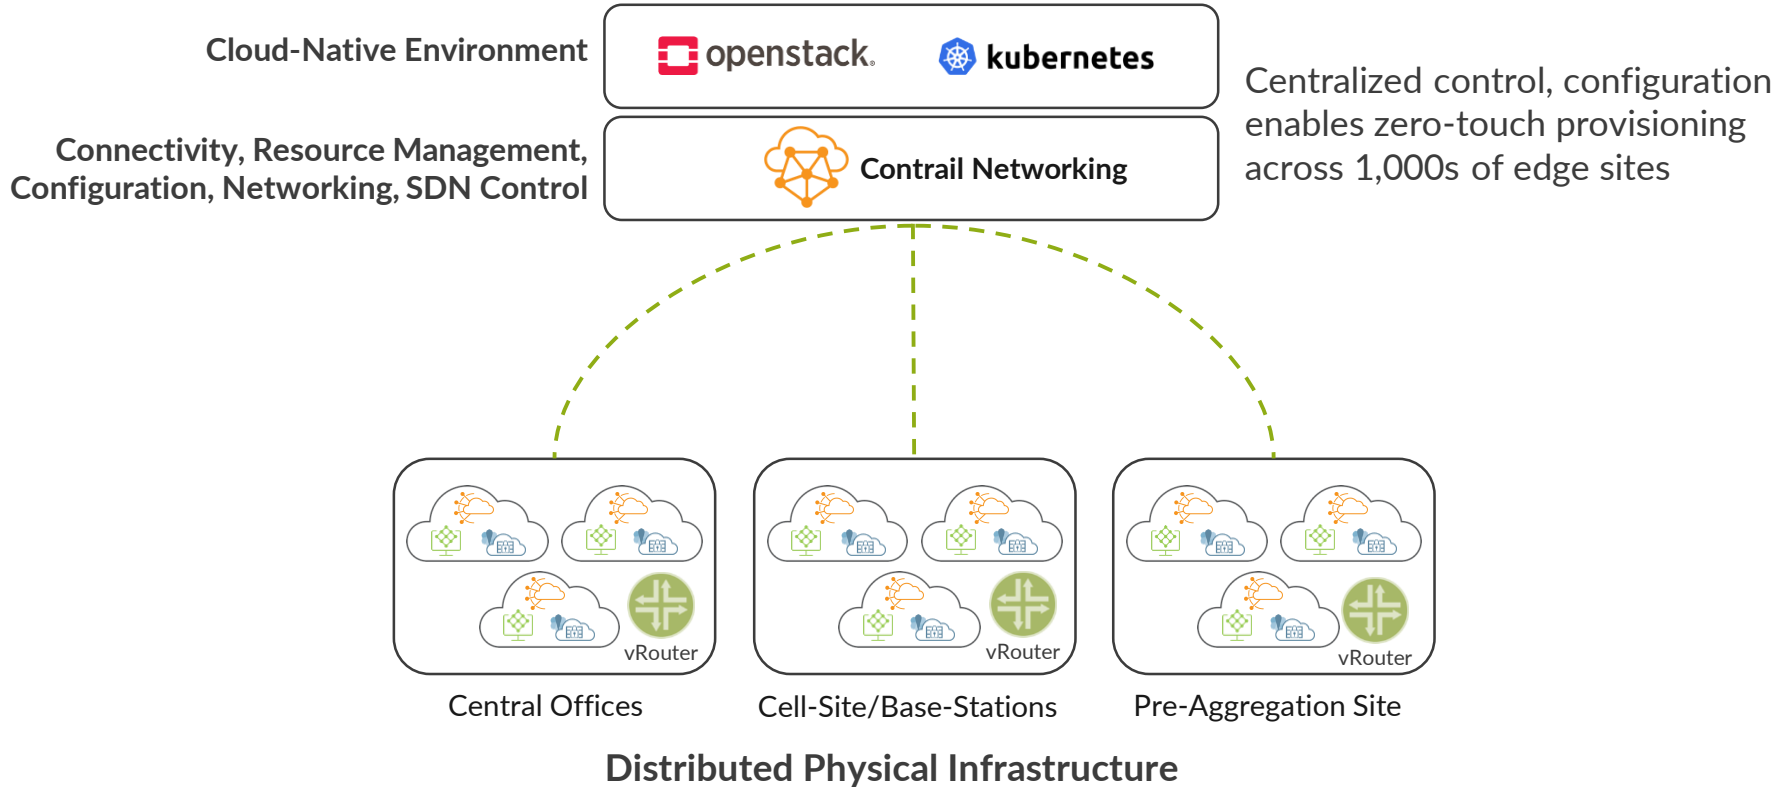 Cloud-Native Environment
openstack®
kubernetes
Connectivity, Resource Management,
Configuration, Networking, SDN Control
Contrail Networking
Centralized control, configuration
enables zero-touch provisioning
across 1,000s of edge sites
vRouter
vRouter
vRouter
Central Offices
Cell-Site/Base-Stations
Pre-Aggregation Site
Distributed Physical Infrastructure